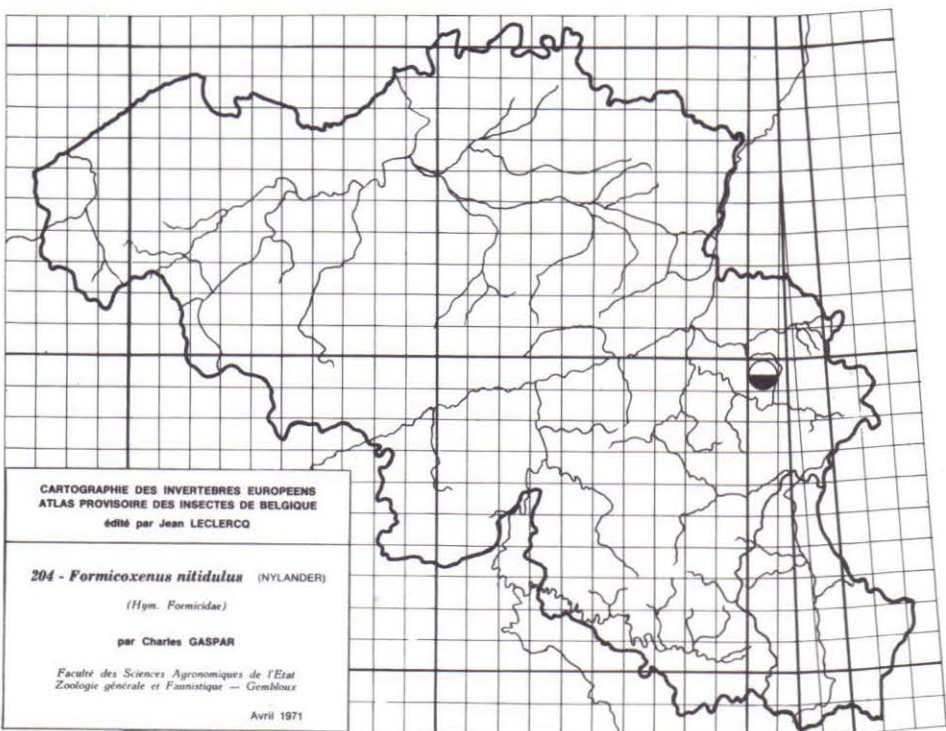 CARTOGRAPHIE DES INVERTEBRES EUROPEENS
ATLAS PROVISOIRE DES INSECTES DE BELGIQUE
édité par Jean LECLERCQ
204 - Formicoxenus nitidulus (NYLANDER)
(Hym. Formicidae)
par Charles GASPAR
Faculté des Sciences Agronomiques de l'Etat
Zoologie générale et Faunistique — Gembloux
Avril 1971